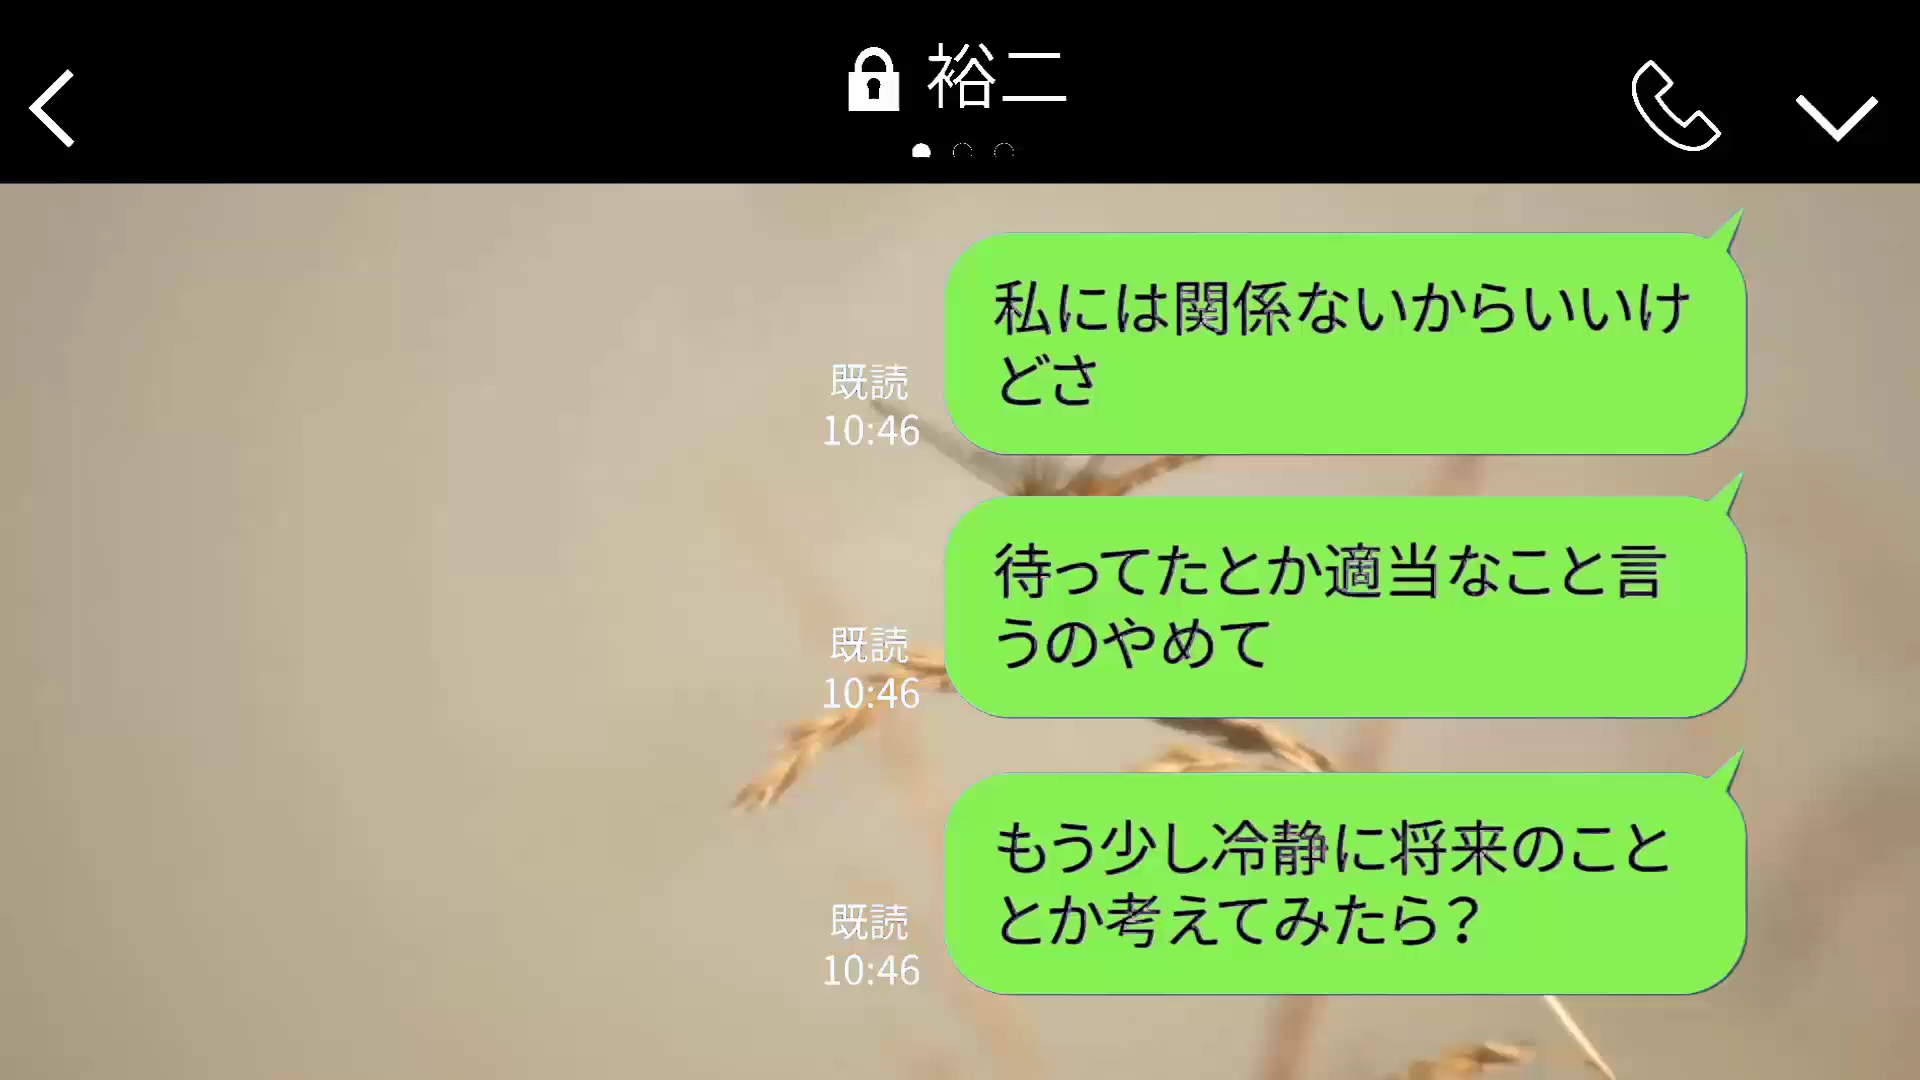 裕二
私には関係ないからいいけ
どさ
既読
10:46
待ってたとか適当なこと言
うのやめて
既読
10:46
もう少し冷静に将来のこと
とか考えてみたら？
既読
10:46